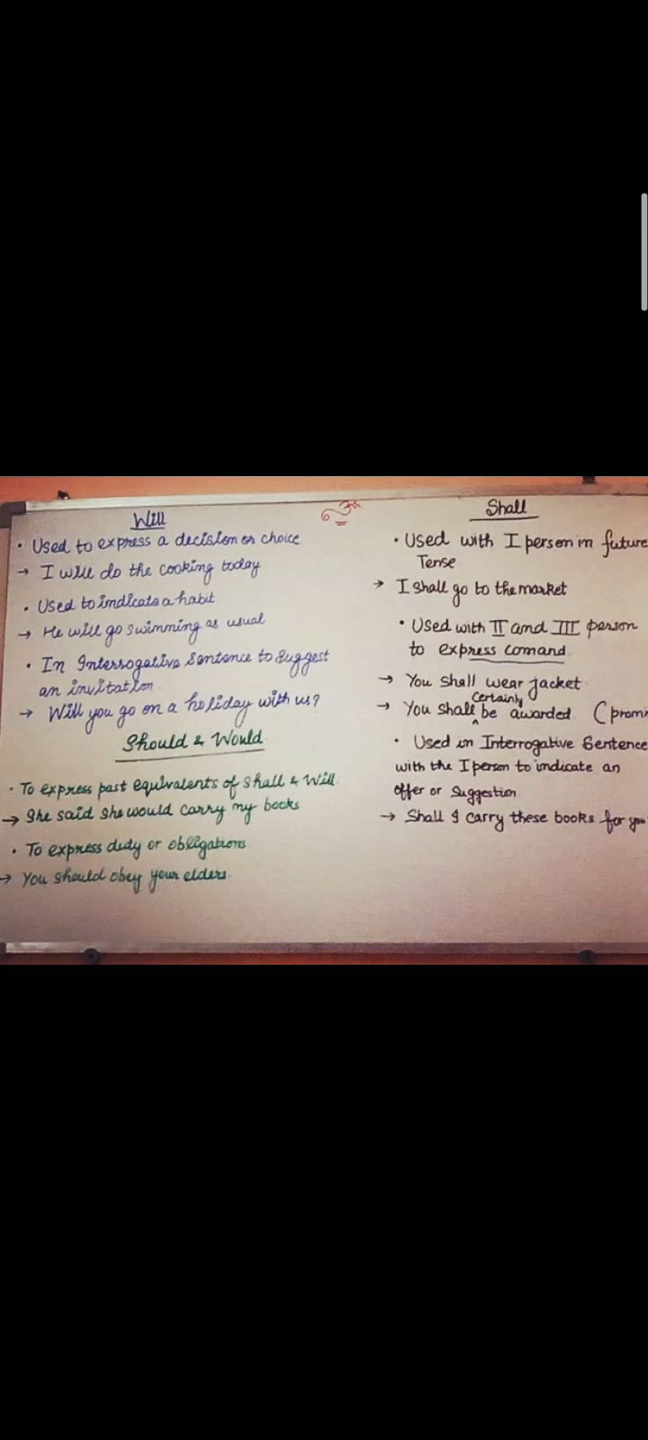 Will
• Used to express a decision or choice
→ I will do the cooking today
• Used to indicate a habit
→ He will go swimming as usual
• In Interrogative Sentence to Suggest
an invitation
→ Will you go on a holiday with us?
Should & Would
• To express past equivalents of Shall & Will.
→ She said she would carry my books
• To express duty or obligations
→ You should obey your elders.
Shall
• Used with I person in future
Tense
→ I shall go to the market
• Used with II and III person
to express comand
→ You shall wear jacket
→ You shall certainly be awarded. (prom
• Used in Interrogative Sentence
with the I person to indicate an
offer or suggestion
→ Shall I carry these books for you